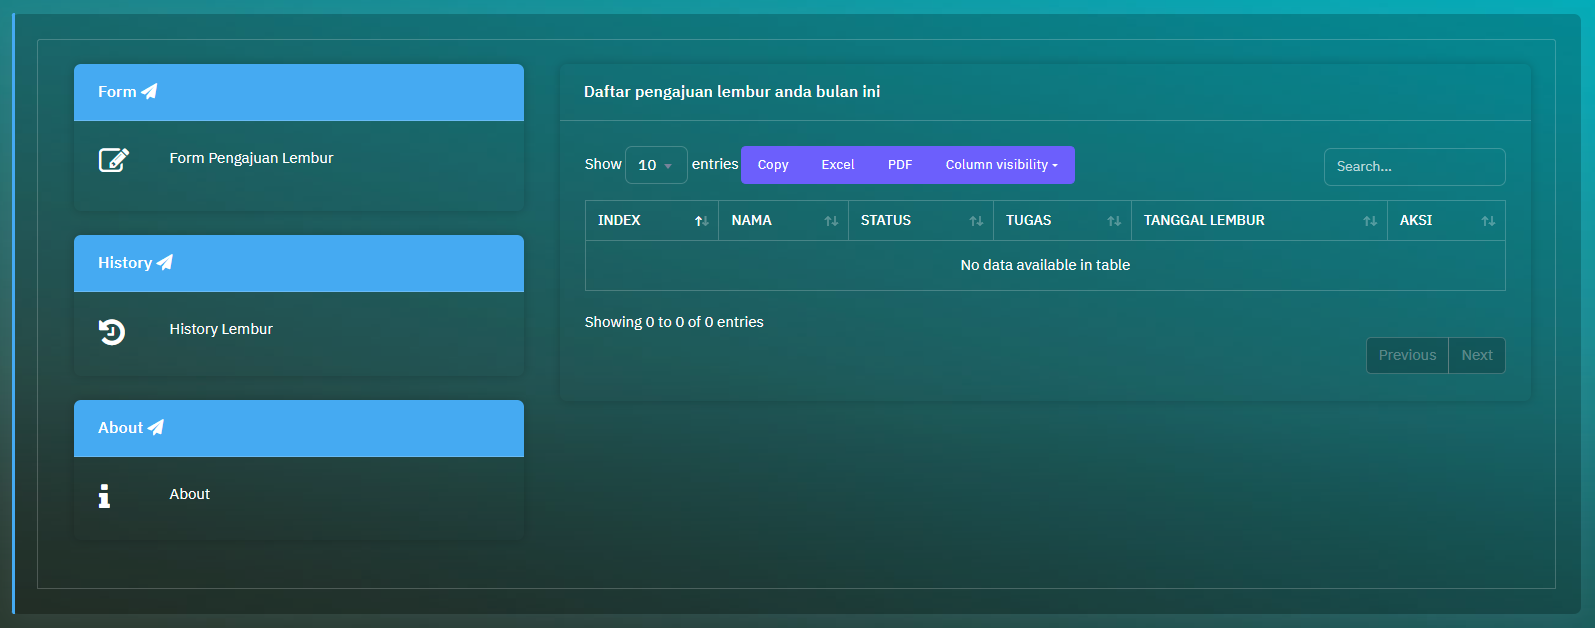 Form
Form Pengajuan Lembur
History
History Lembur
About
About
Daftar pengajuan lembur anda bulan ini
Show 10 entries Copy Excel PDF Column visibility Search...
INDEX NAMA STATUS TUGAS TANGGAL LEMBUR AKSI
No data available in table
Showing 0 to 0 of 0 entries
Previous Next